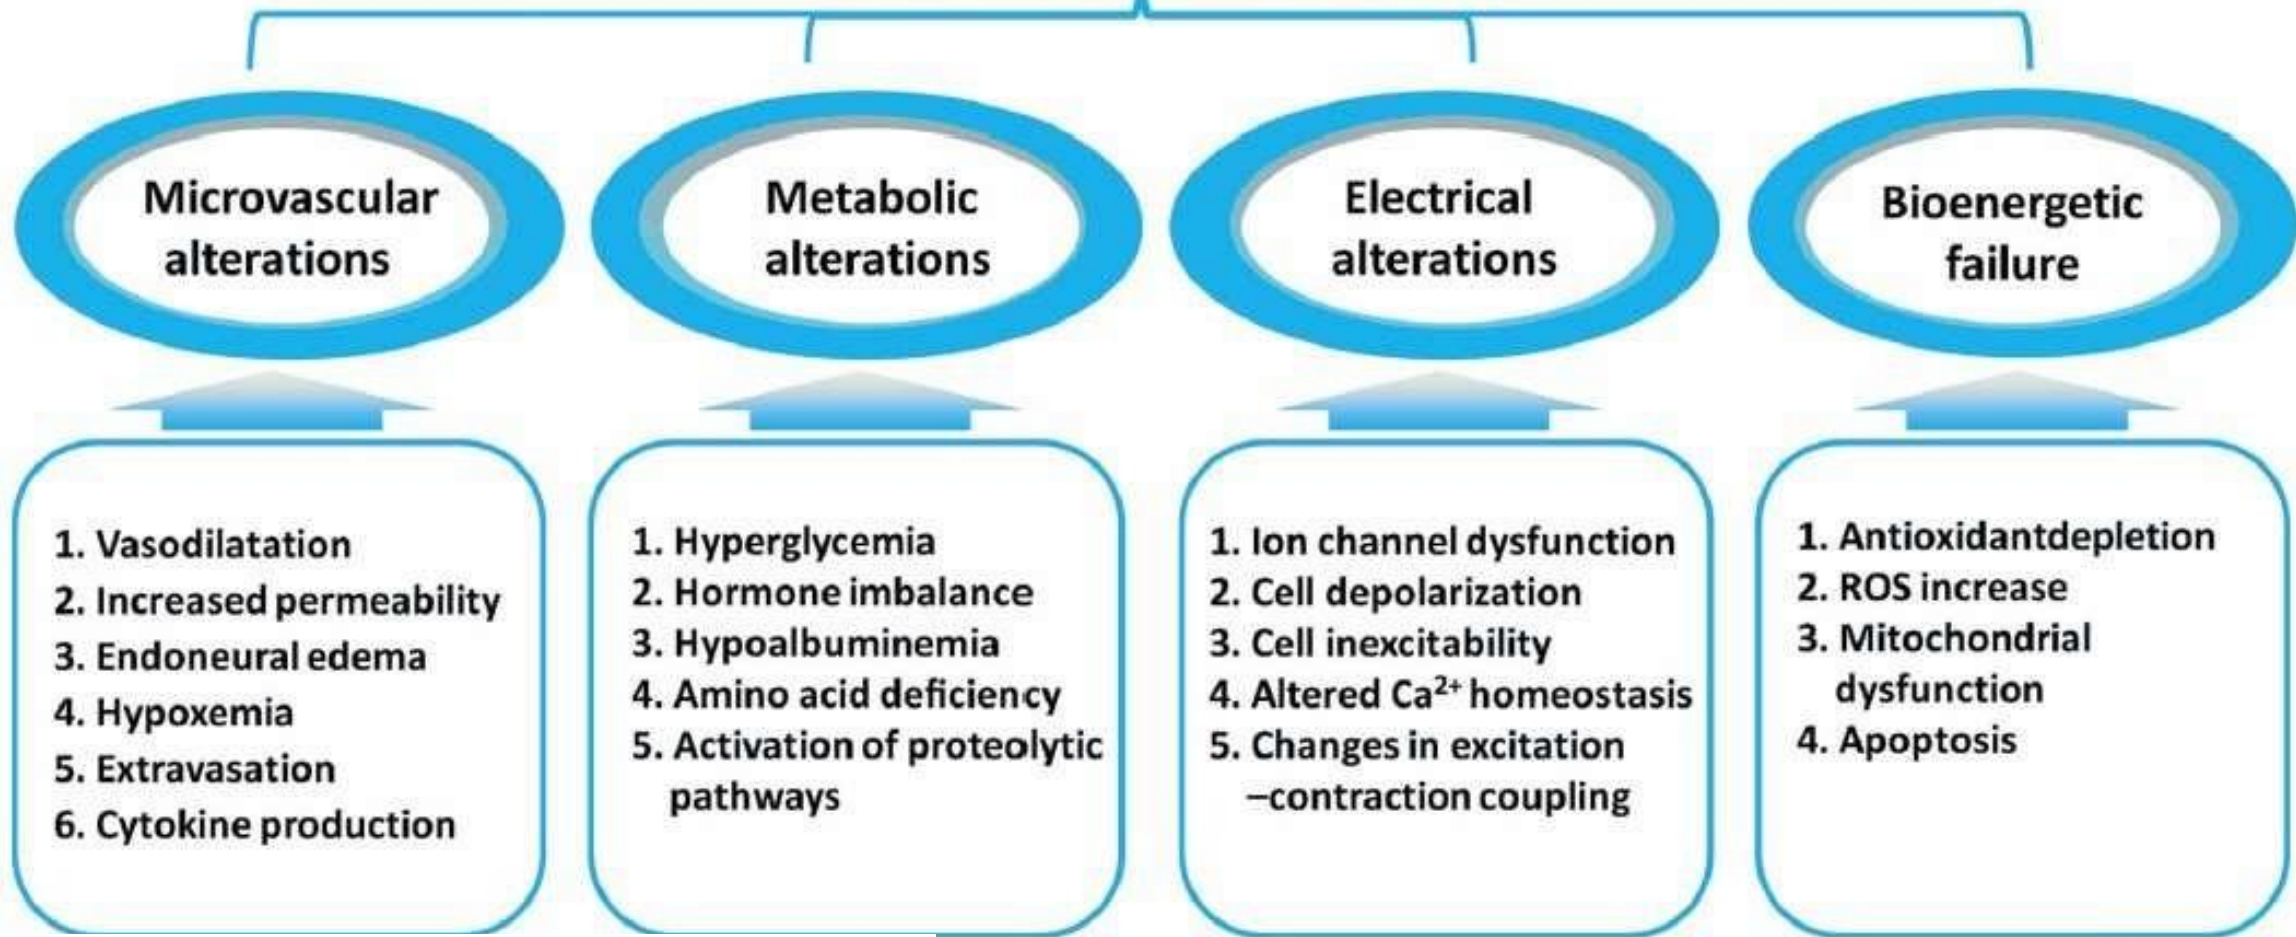 Microvascular
alterations
Metabolic
alterations
Electrical
alterations
Bioenergetic
failure
1. Vasodilatation
2. Increased permeability
3. Endoneural edema
4. Hypoxemia
5. Extravasation
6. Cytokine production
1. Hyperglycemia
2. Hormone imbalance
3. Hypoalbuminemia
4. Amino acid deficiency
5. Activation of proteolytic
pathways
1. Ion channel dysfunction
2. Cell depolarization
3. Cell inexcitability
4. Altered Ca²⁺ homeostasis
5. Changes in excitation
–contraction coupling
1. Antioxidantdepletion
2. ROS increase
3. Mitochondrial
dysfunction
4. Apoptosis